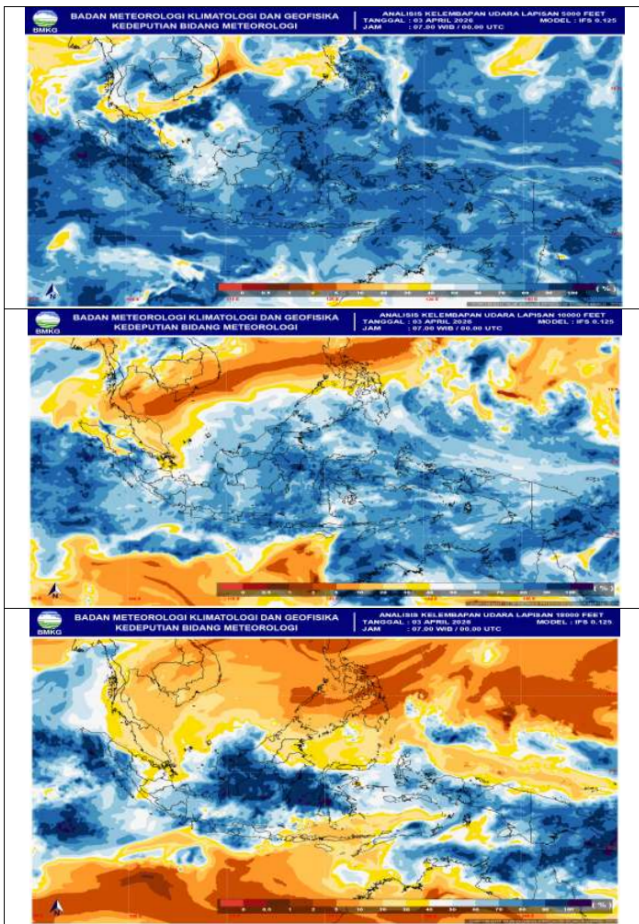 BMKG
BADAN METEOROLOGI KLIMATOLOGI DAN GEOFISIKA
KEDEPUTIAN BIDANG METEOROLOGI
ANALISIS KELEMBAPAN UDARA LAPISAN 5000 FEET
TANGGAL : 03 APRIL 2026 MODEL : IFS 0.125
JAM : 07.00 WIB / 00.00 UTC
N
( % )
BMKG
BADAN METEOROLOGI KLIMATOLOGI DAN GEOFISIKA
KEDEPUTIAN BIDANG METEOROLOGI
ANALISIS KELEMBAPAN UDARA LAPISAN 10000 FEET
TANGGAL : 03 APRIL 2026 MODEL : IFS 0.125
JAM : 07.00 WIB / 00.00 UTC
( % )
BMKG
BADAN METEOROLOGI KLIMATOLOGI DAN GEOFISIKA
KEDEPUTIAN BIDANG METEOROLOGI
ANALISIS KELEMBAPAN UDARA LAPISAN 18000 FEET
TANGGAL : 03 APRIL 2026 MODEL : IFS 0.125
JAM : 07.00 WIB / 00.00 UTC
( % )